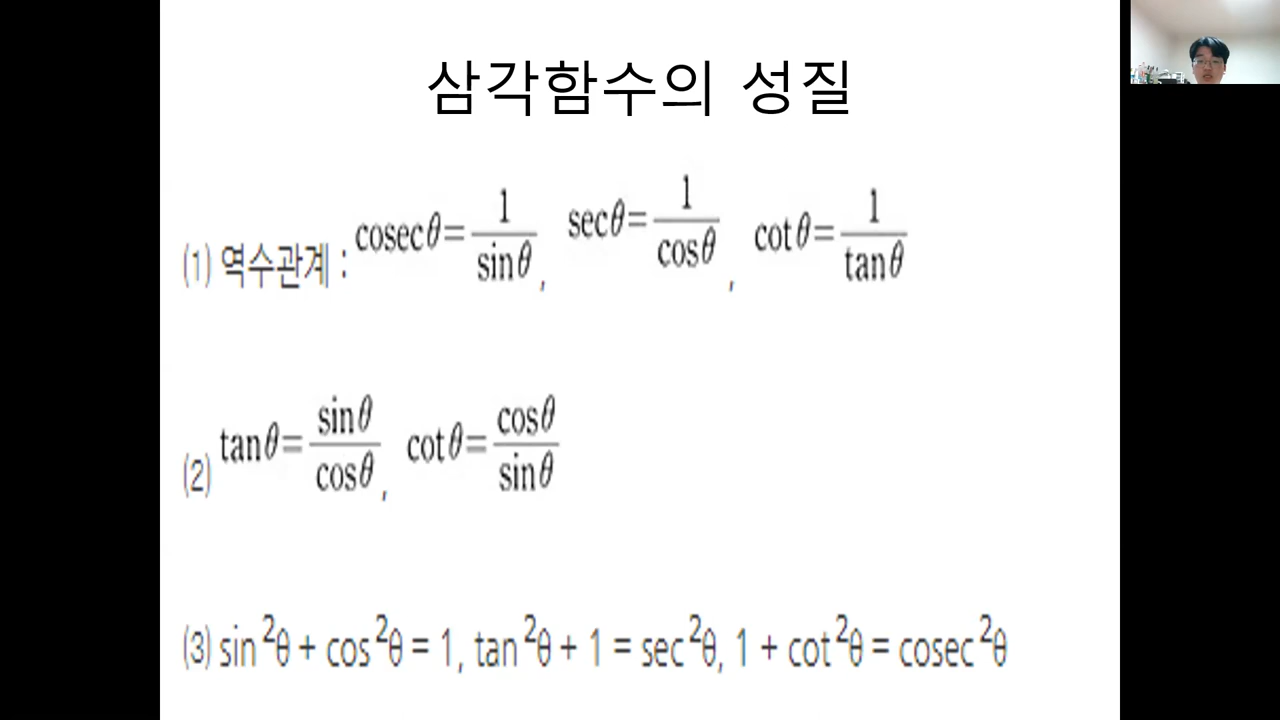 삼각함수의 성질
(1) 역수관계 : cosecθ=1/sinθ, secθ=1/cosθ, cotθ=1/tanθ
(2) tanθ=sinθ/cosθ, cotθ=cosθ/sinθ
(3) sin²θ + cos²θ = 1, tan²θ + 1 = sec²θ, 1 + cot²θ = cosec²θ